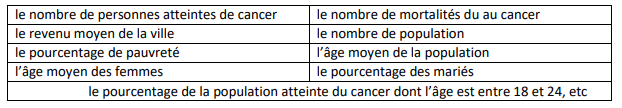 le nombre de personnes atteintes de cancer le nombre de mortalités du au cancer
le revenu moyen de la ville le nombre de population
le pourcentage de pauvreté l’âge moyen de la population
l’âge moyen des femmes le pourcentage des mariés
le pourcentage de la population atteinte du cancer dont l’âge est entre 18 et 24, etc